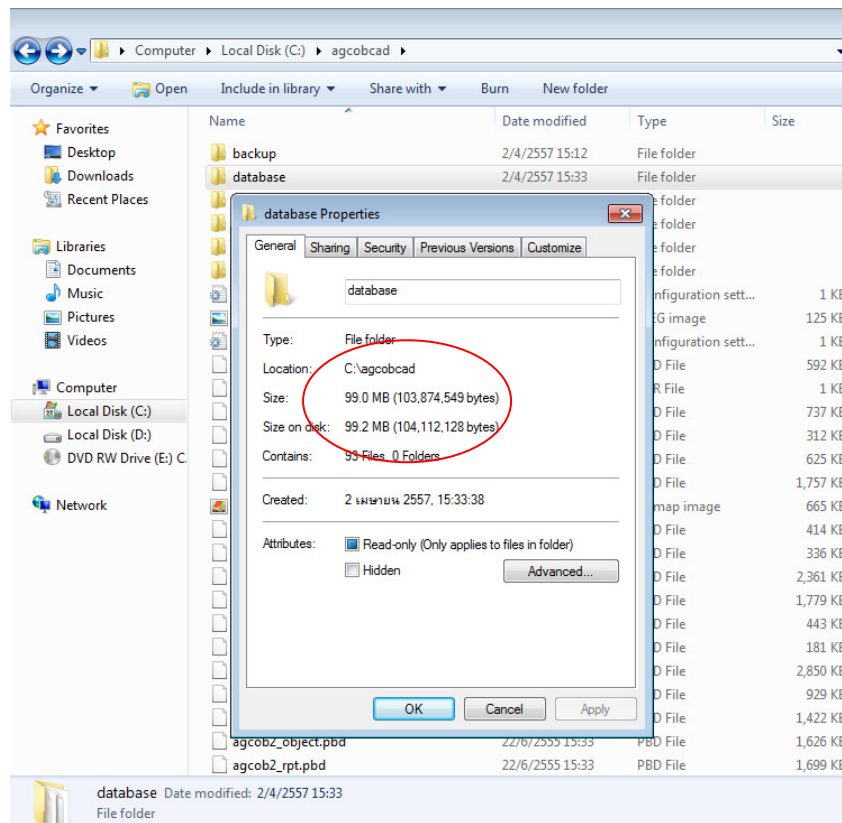 Computer Local Disk (C:) agcobcad
Organize Open Include in library Share with Burn New folder
Name Date modified Type Size
Favorites
Desktop
Downloads
Recent Places
Libraries
Documents
Music
Pictures
Videos
Computer
Local Disk (C:)
Local Disk (D:)
DVD RW Drive (E:) C
Network
backup 2/4/2557 15:12 File folder
database 2/4/2557 15:33 File folder
database Properties
General Sharing Security Previous Versions Customize
database
Type: File folder
Location: C:\agcobcad
Size: 99.0 MB (103,874,549 bytes)
Size on disk: 99.2 MB (104,112,128 bytes)
Contains: 93 Files, 0 Folders
Created: 2 เมษายน 2557, 15:33:38
Attributes: Read-only (Only applies to files in folder)
Hidden
Advanced...
OK Cancel Apply
e folder
e folder
e folder
e folder
nfiguration sett... 1 KB
EG image 125 KB
nfiguration sett... 1 KB
D File 592 KB
R File 1 KB
D File 737 KB
D File 312 KB
D File 625 KB
D File 1,757 KB
map image 665 KB
D File 414 KB
D File 336 KB
D File 2,361 KB
D File 1,779 KB
D File 443 KB
D File 181 KB
D File 2,850 KB
D File 929 KB
D File 1,422 KB
agcob2_object.pbd 22/6/2555 15:33 PBD File 1,626 KB
agcob2_rpt.pbd 22/6/2555 15:33 PBD File 1,699 KB
database Date modified: 2/4/2557 15:33
File folder